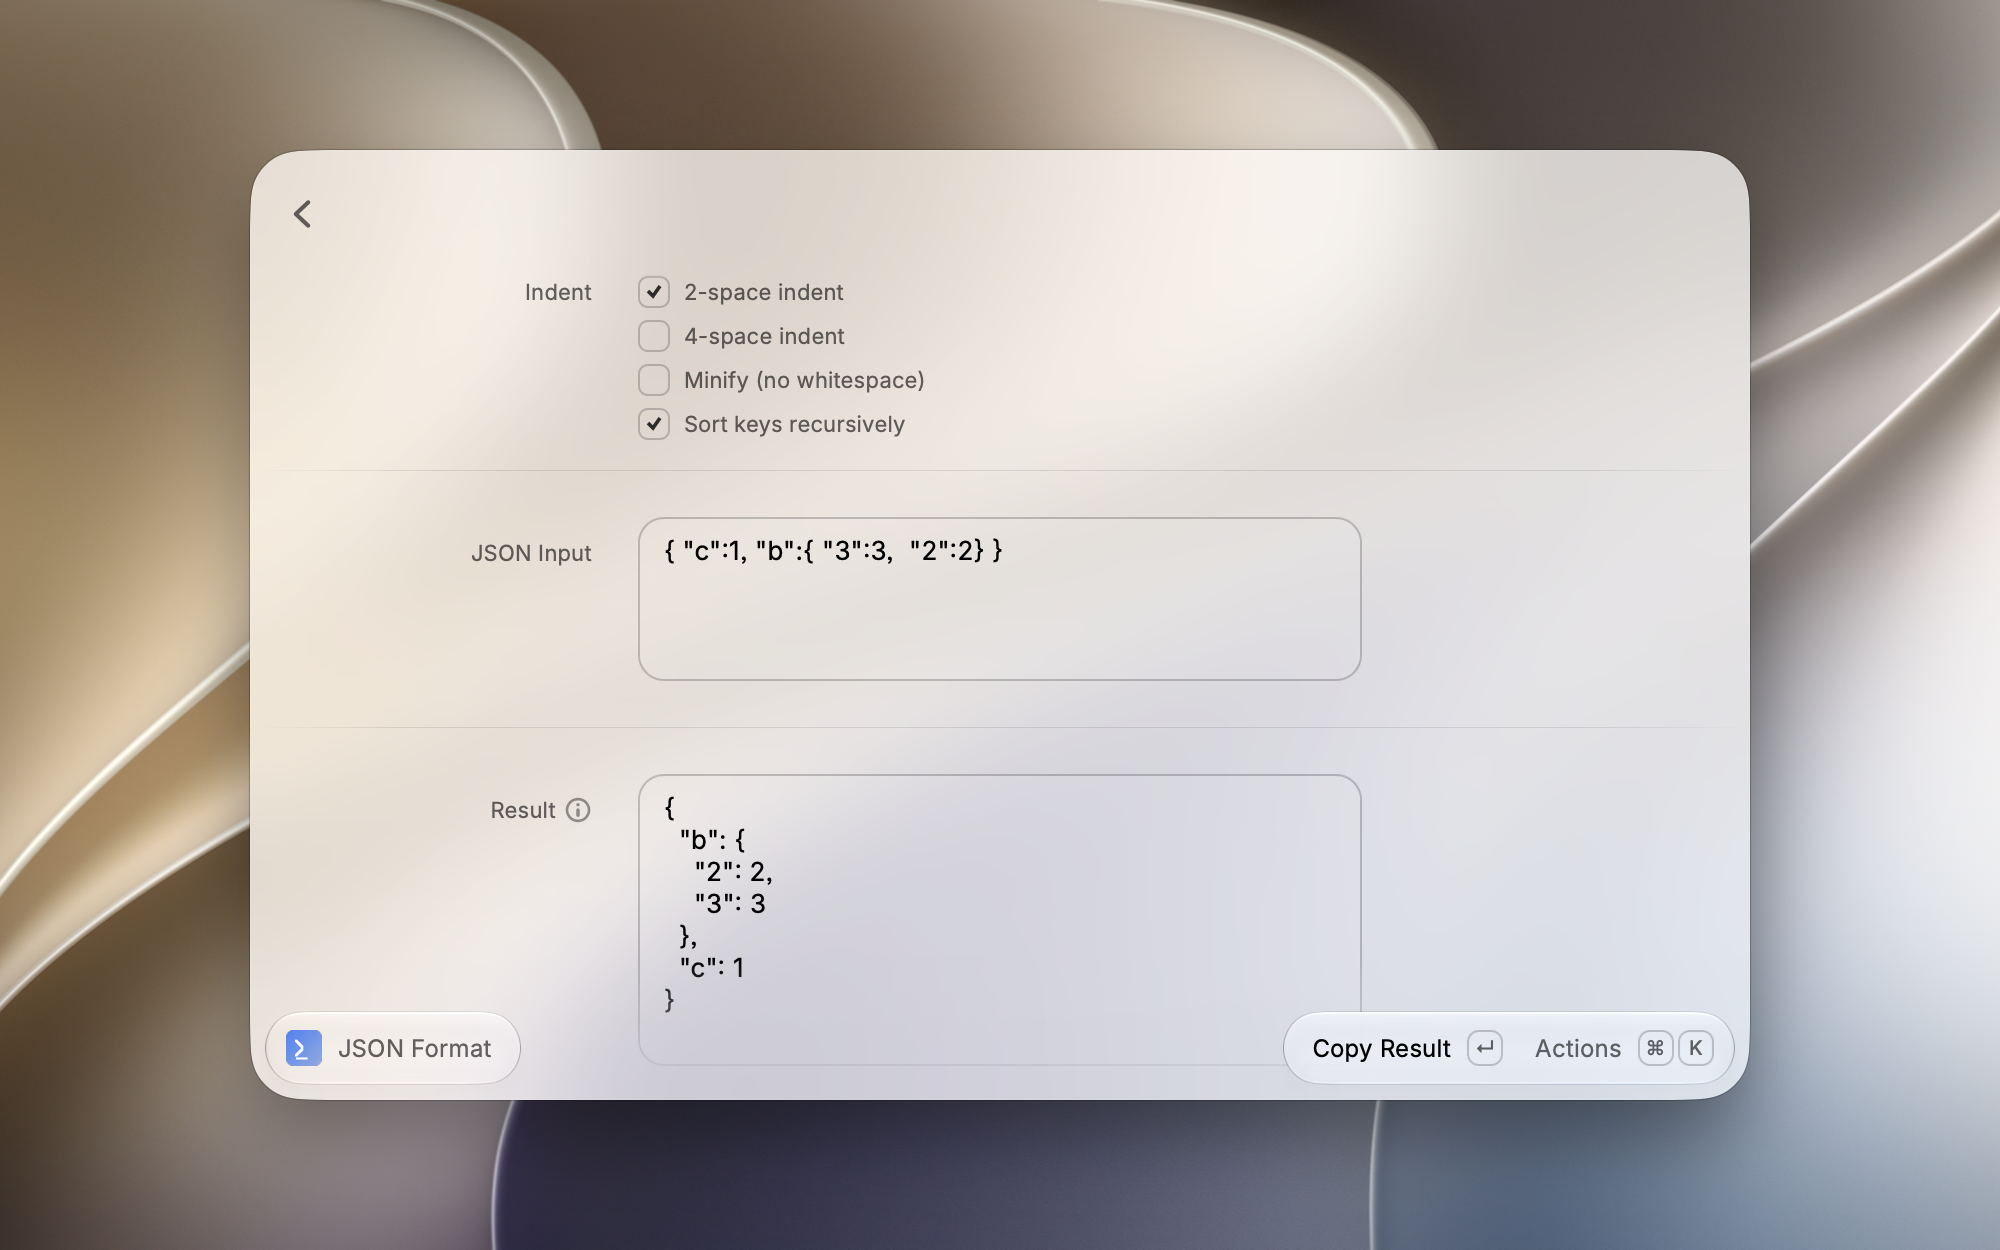 Indent
2-space indent
4-space indent
Minify (no whitespace)
Sort keys recursively
JSON Input
{ "c":1, "b":{ "3":3,  "2":2} }
Result
{
  "b": {
    "2": 2,
    "3": 3
  },
  "c": 1
}
JSON Format
Copy Result ↵ Actions ⌘ K